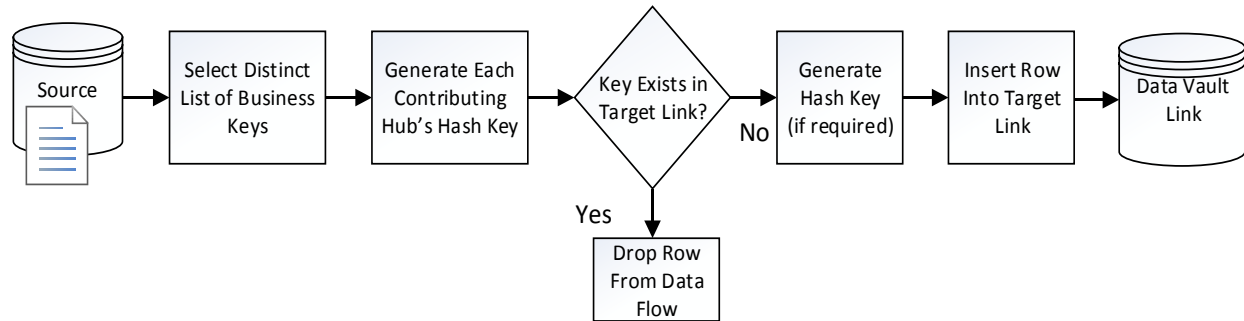 Source
Select Distinct
List of Business
Keys
Generate Each
Contributing
Hub's Hash Key
Key Exists in
Target Link?
No
Generate
Hash Key
(if required)
Insert Row
Into Target
Link
Data Vault
Link
Yes
Drop Row
From Data
Flow